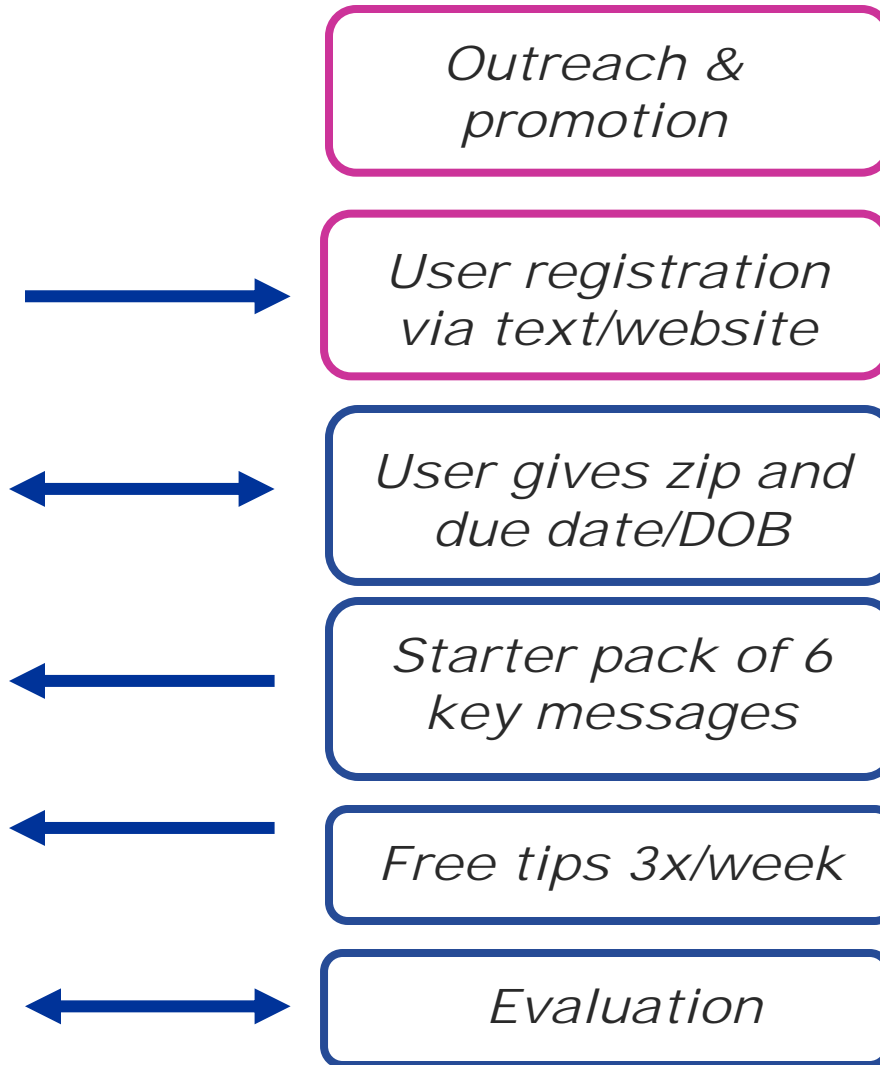 Outreach &
promotion
User registration
via text/website
User gives zip and
due date/DOB
Starter pack of 6
key messages
Free tips 3x/week
Evaluation